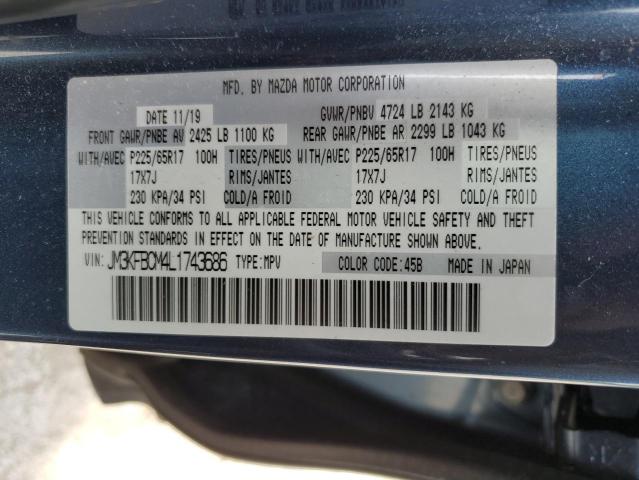 MFD. BY MAZDA MOTOR CORPORATION
DATE 11/19 GVWR/PNBV 4724 LB 2143 KG
FRONT GAWR/PNBE AV 2425 LB 1100 KG REAR GAWR/PNBE AR 2299 LB 1043 KG
WITH/AVEC P225/65R17 100H TIRES/PNEUS WITH/AVEC P225/65R17 100H TIRES/PNEUS
17X7J RIMS/JANTES 17X7J RIMS/JANTES
230 KPA/34 PSI COLD/A FROID 230 KPA/34 PSI COLD/A FROID
THIS VEHICLE CONFORMS TO ALL APPLICABLE FEDERAL MOTOR VEHICLE SAFETY AND THEFT
PREVENTION STANDARDS IN EFFECT ON THE DATE OF MANUFACTURE SHOWN ABOVE.
VIN: JM3KFBCM4L1743686 TYPE:MPV COLOR CODE:45B MADE IN JAPAN